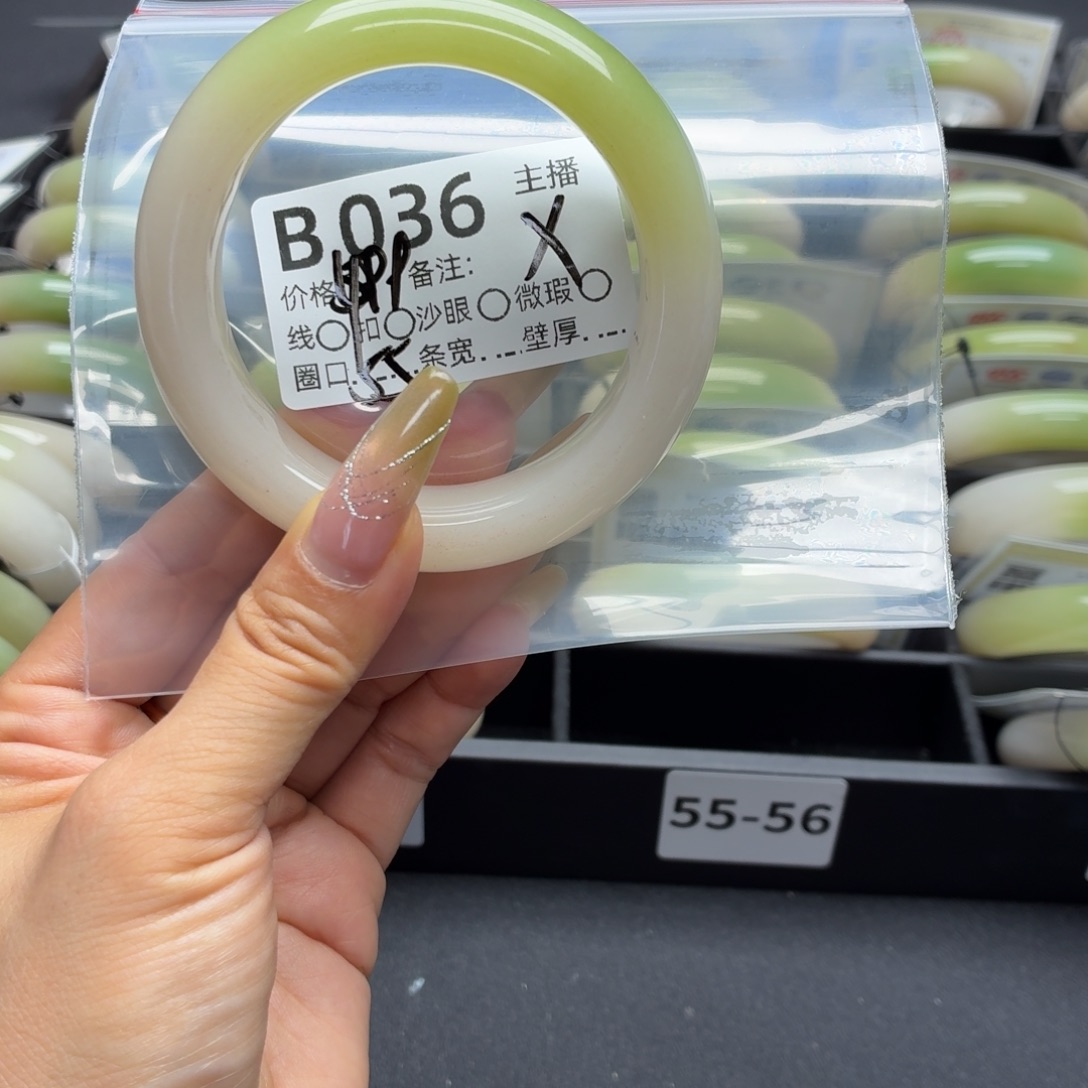 B 036 主播
X
价格 备注:
线○ 扣○ 沙眼○ 微瑕○
圈口 条宽 壁厚
55-56